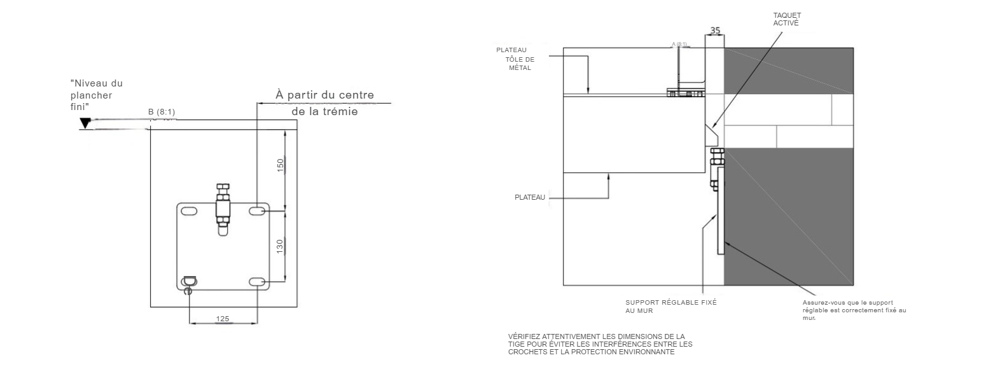 "Niveau du
plancher
fini"
B (8:1)
À partir du centre
de la trémie
150
130
125
TAQUET
ACTIVÉ
35
A (8:1)
PLATEAU
TÔLE DE
MÉTAL
PLATEAU
SUPPORT RÉGLABLE FIXÉ
AU MUR
Assurez-vous que le support
réglable est correctement fixé au
mur.
VÉRIFIEZ ATTENTIVEMENT LES DIMENSIONS DE LA
TIGE POUR ÉVITER LES INTERFÉRENCES ENTRE LES
CROCHETS ET LA PROTECTION ENVIRONNANTE